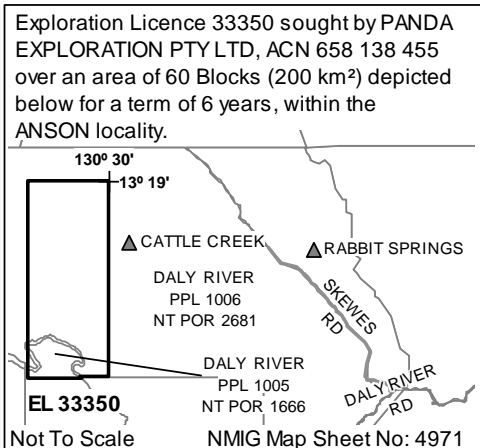 Exploration Licence 33350 sought by PANDA
EXPLORATION PTY LTD, ACN 658 138 455
over an area of 60 Blocks (200 km²) depicted
below for a term of 6 years, within the
ANSON locality.
130º 30'
13º 19'
CATTLE CREEK
RABBIT SPRINGS
DALY RIVER
PPL 1006
NT POR 2681
SKEWES
RD
DALY RIVER
PPL 1005
NT POR 1666
DALY RIVER
RD
EL 33350
Not To Scale
NMIG Map Sheet No: 4971